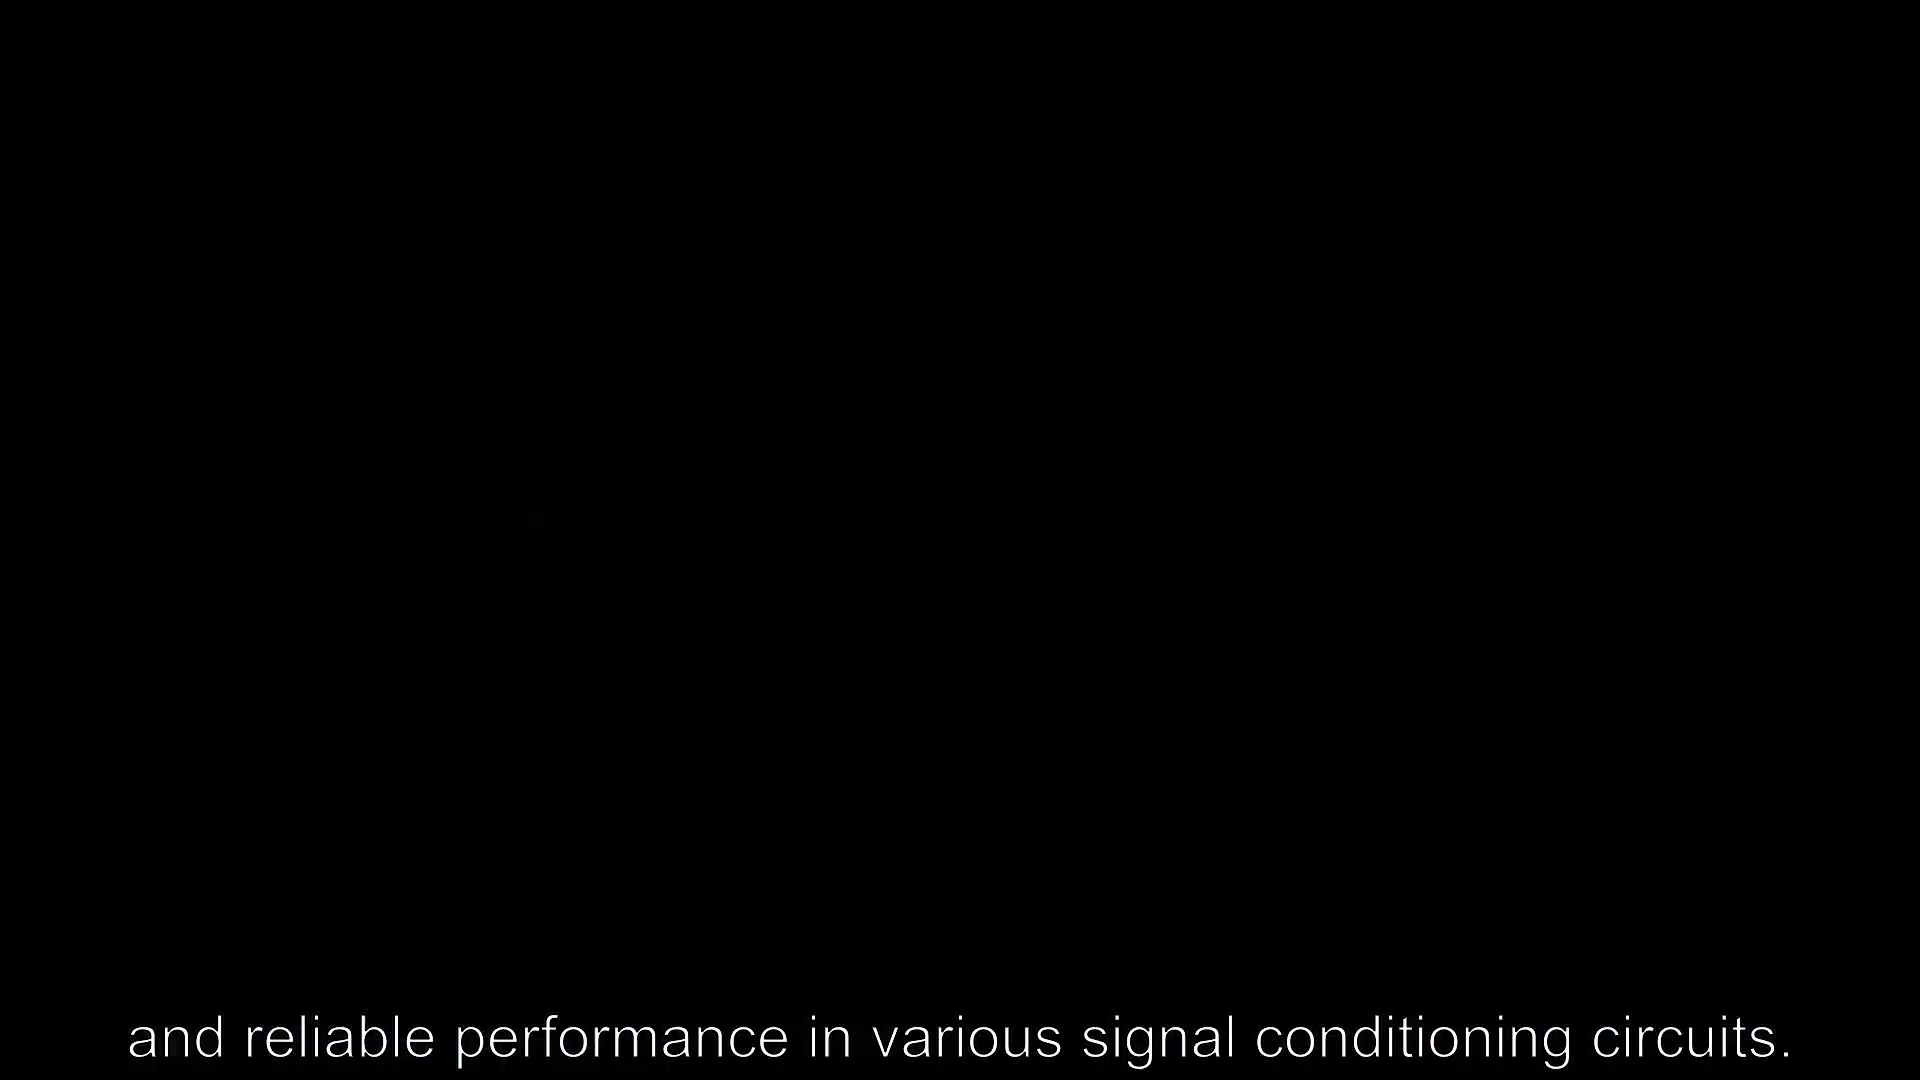 and reliable performance in various signal conditioning circuits.